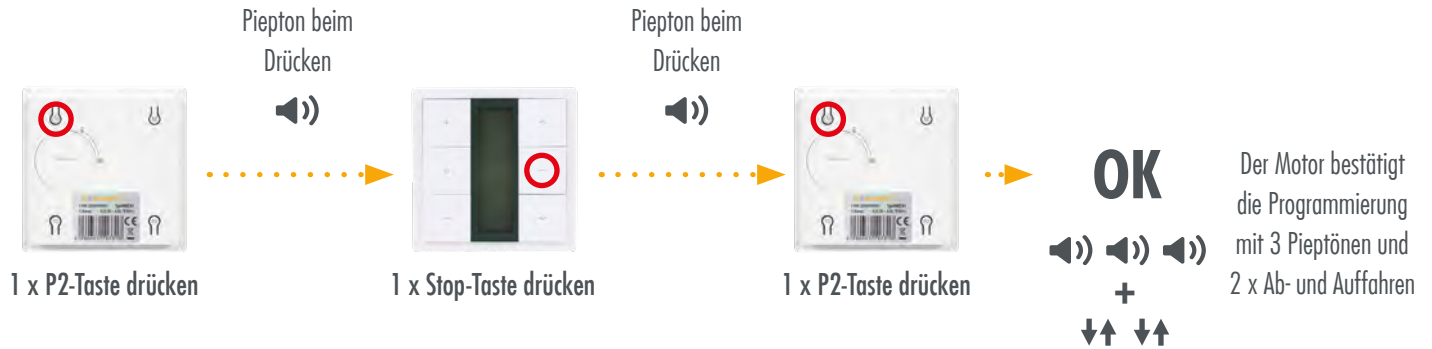 Piepton beim
Drücken
Piepton beim
Drücken
1 x P2-Taste drücken
1 x Stop-Taste drücken
1 x P2-Taste drücken
OK
+
Der Motor bestätigt
die Programmierung
mit 3 Pieptönen und
2 x Ab- und Auffahren